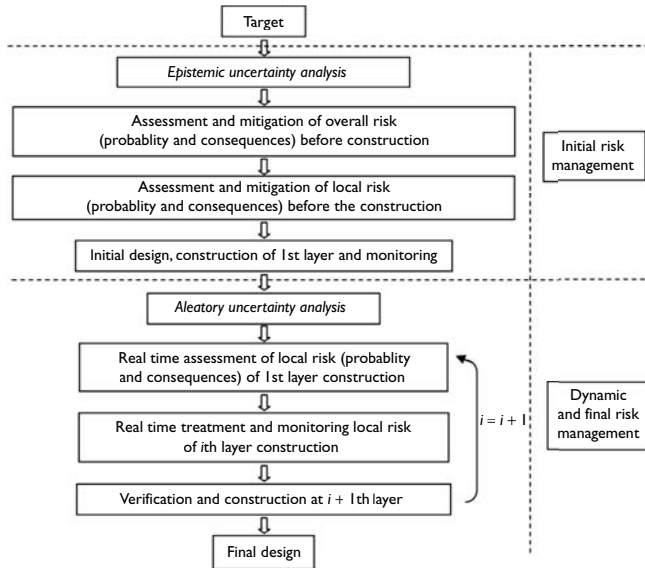 Target
Epistemic uncertainty analysis
Assessment and mitigation of overall risk
(probablity and consequences) before construction
Assessment and mitigation of local risk
(probablity and consequences) before the construction
Initial design, construction of 1st layer and monitoring
Initial risk
management
Aleatory uncertainty analysis
Real time assessment of local risk (probablity
and consequences) of 1st layer construction
Real time treatment and monitoring local risk
of ith layer construction
Verification and construction at i + 1th layer
Final design
i = i + 1
Dynamic
and final risk
management